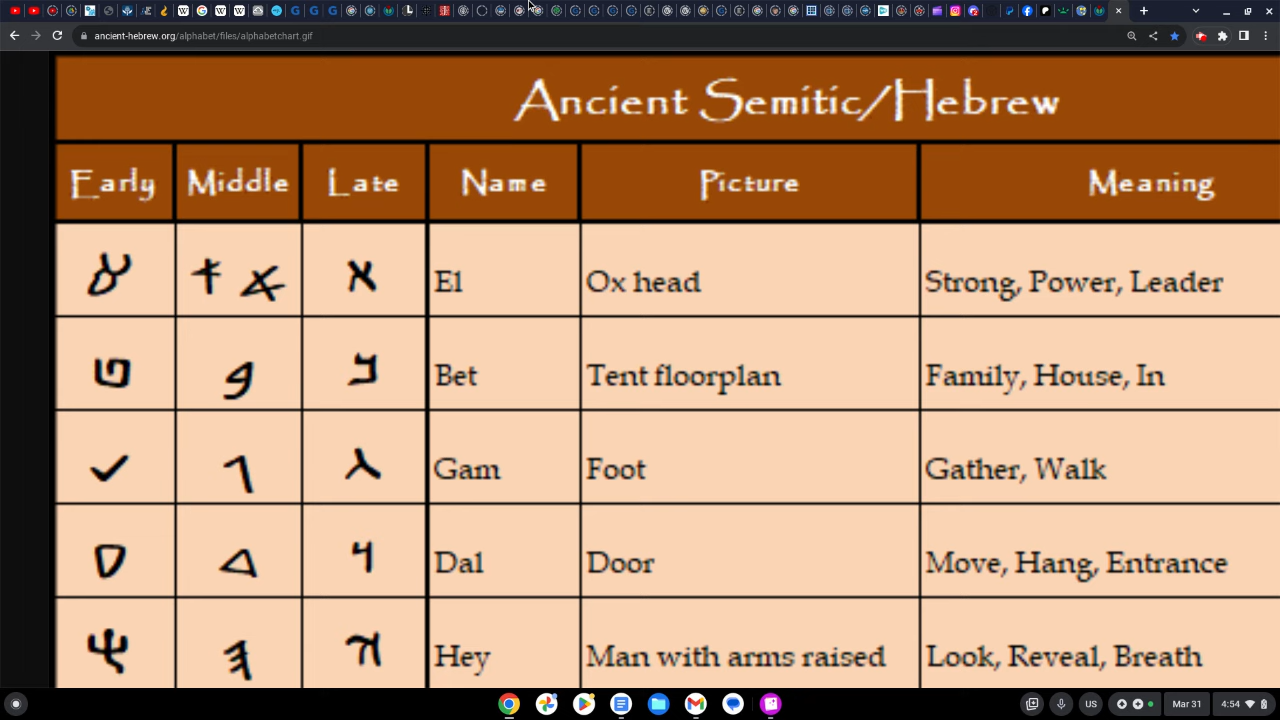 ancient-hebrew.org/alphabet/files/alphabetchart.gif
Ancient Semitic/Hebrew
Early Middle Late Name Picture Meaning
א El Ox head Strong, Power, Leader
Bet Tent floorplan Family, House, In
Gam Foot Gather, Walk
Dal Door Move, Hang, Entrance
Hey Man with arms raised Look, Reveal, Breath
US Mar 31 4:54